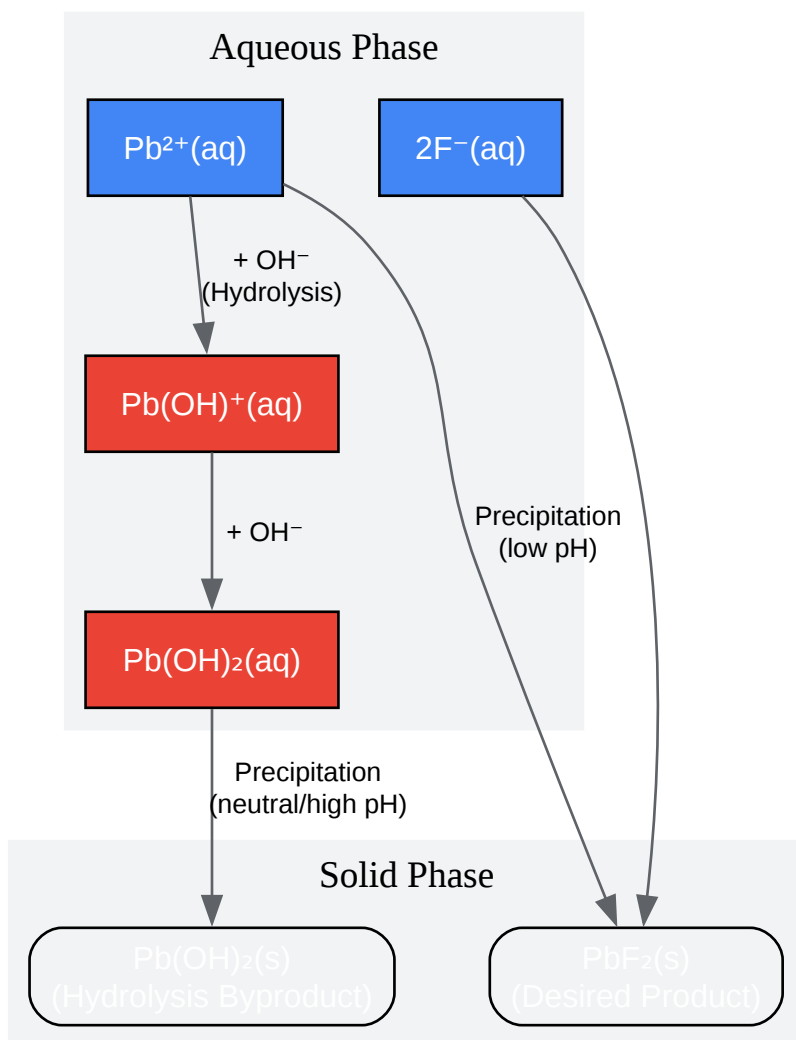 Aqueous Phase
Pb²⁺(aq)
2F⁻(aq)
+ OH⁻
(Hydrolysis)
Pb(OH)⁺(aq)
Precipitation
(low pH)
+ OH⁻
Pb(OH)₂(aq)
Precipitation
(neutral/high pH)
Solid Phase
Pb(OH)₂(s)
(Hydrolysis Byproduct)
PbF₂(s)
(Desired Product)